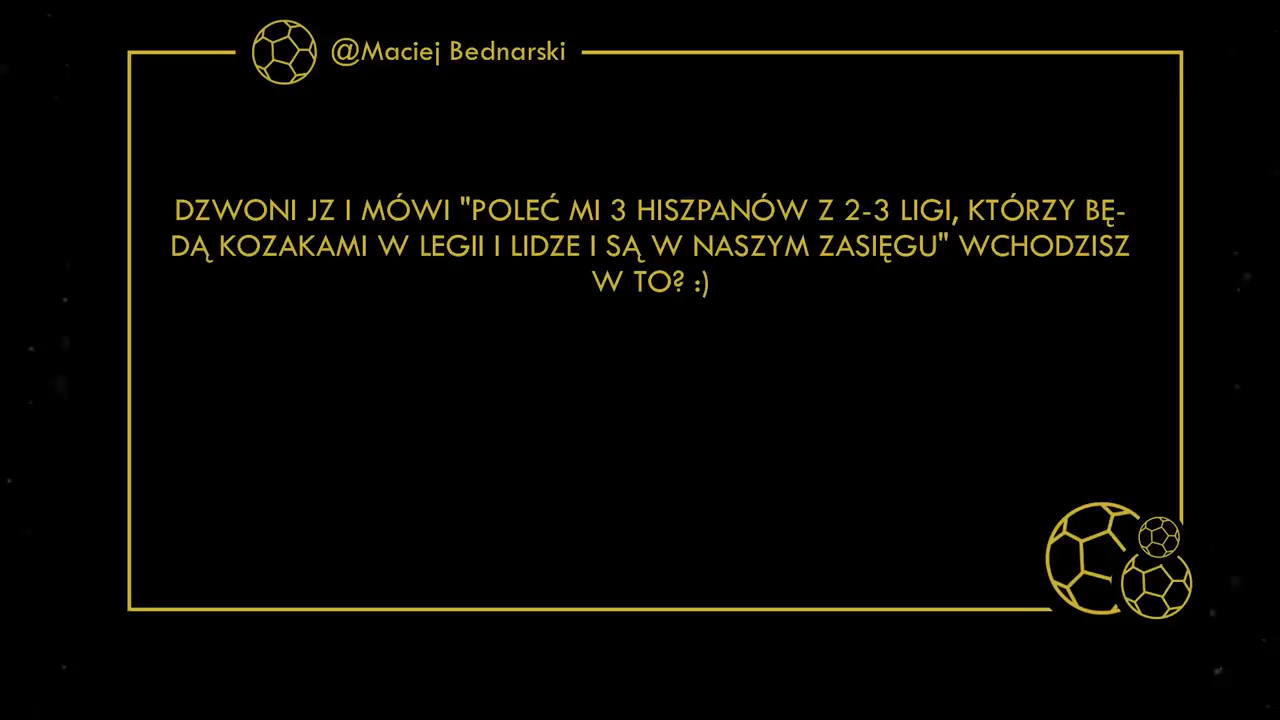 @Maciej Bednarski
DZWONI JZ I MÓWI "POLEĆ MI 3 HISZPANÓW Z 2-3 LIGI, KTÓRZY BĘ-
DĄ KOZAKAMI W LEGII I LIDZE I SĄ W NASZYM ZASIĘGU" WCHODZISZ
W TO? :)